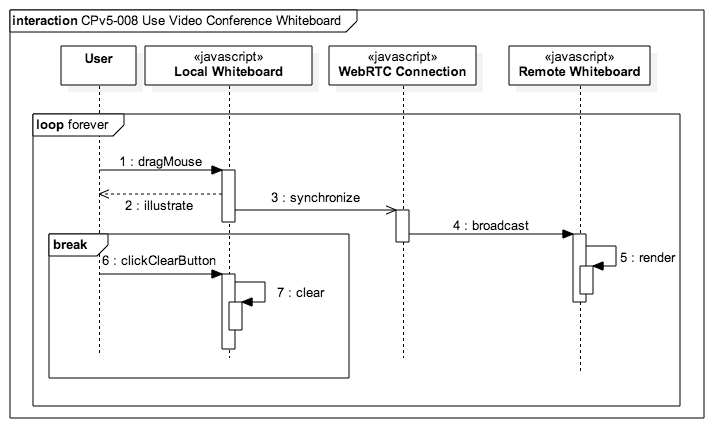 interaction CPv5-008 Use Video Conference Whiteboard
User
«javascript»
Local Whiteboard
«javascript»
WebRTC Connection
«javascript»
Remote Whiteboard
loop forever
1 : dragMouse
2 : illustrate
3 : synchronize
4 : broadcast
break
5 : render
6 : clickClearButton
7 : clear